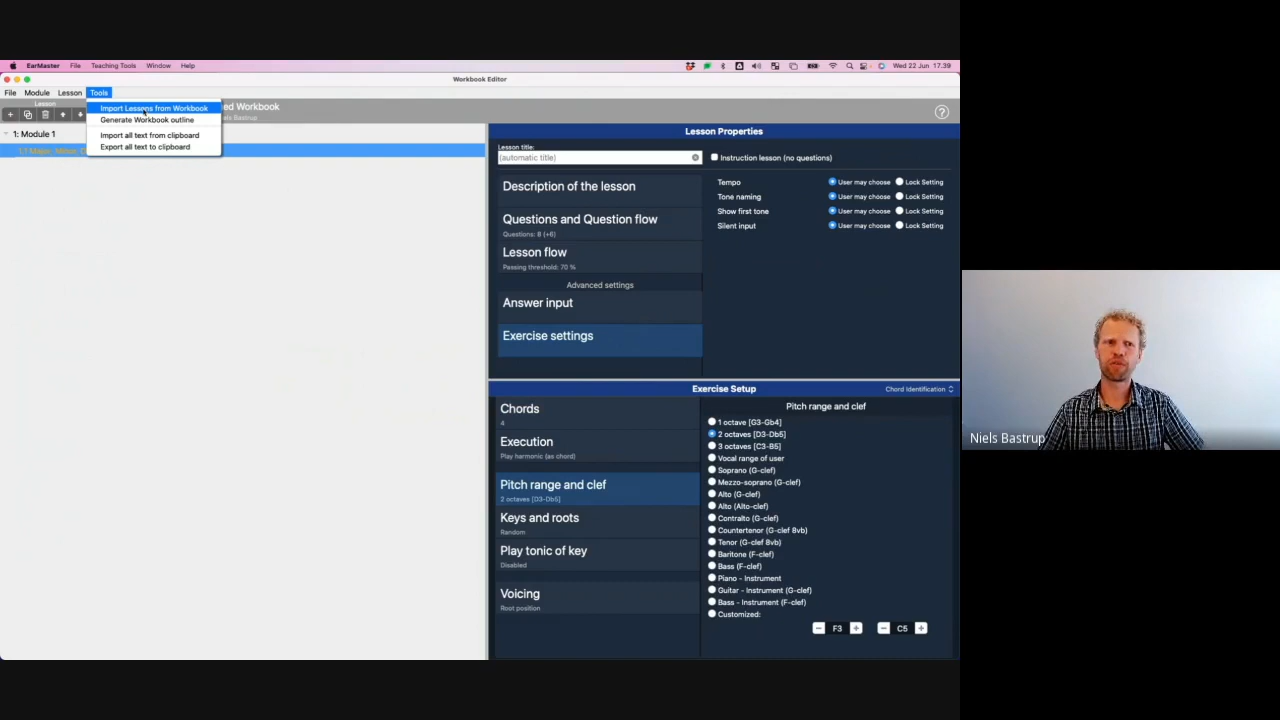 EarMaster File Teaching Tools Window Help Wed 22 Jun 17.39
Workbook Editor
File Module Lesson Tools
Lesson
Import Lessons from Workbook
Generate Workbook outline
Import all text from clipboard
Export all text to clipboard
ed Workbook
Niels Bastrup
?
1: Module 1
1.1 Major, Minor,
Lesson Properties
Lesson title:
(automatic title)
Instruction lesson (no questions)
Description of the lesson
Questions and Question flow
Questions: 8 (+6)
Lesson flow
Passing threshold: 70 %
Advanced settings
Answer input
Exercise settings
Tempo User may choose Lock Setting
Tone naming User may choose Lock Setting
Show first tone User may choose Lock Setting
Silent input User may choose Lock Setting
Exercise Setup
Chord Identification
Chords
4
Execution
Play harmonic (as chord)
Pitch range and clef
2 octaves [D3-Db5]
Keys and roots
Random
Play tonic of key
Disabled
Voicing
Root position
Pitch range and clef
1 octave [G3-Gb4]
2 octaves [D3-Db5]
3 octaves [C3-B5]
Vocal range of user
Soprano (G-clef)
Mezzo-soprano (G-clef)
Alto (G-clef)
Alto (Alto-clef)
Contralto (G-clef)
Countertenor (G-clef 8vb)
Tenor (G-clef 8vb)
Baritone (F-clef)
Bass (F-clef)
Piano - Instrument
Guitar - Instrument (G-clef)
Bass - Instrument (F-clef)
Customized:
− F3 + − C5 +
Niels Bastrup